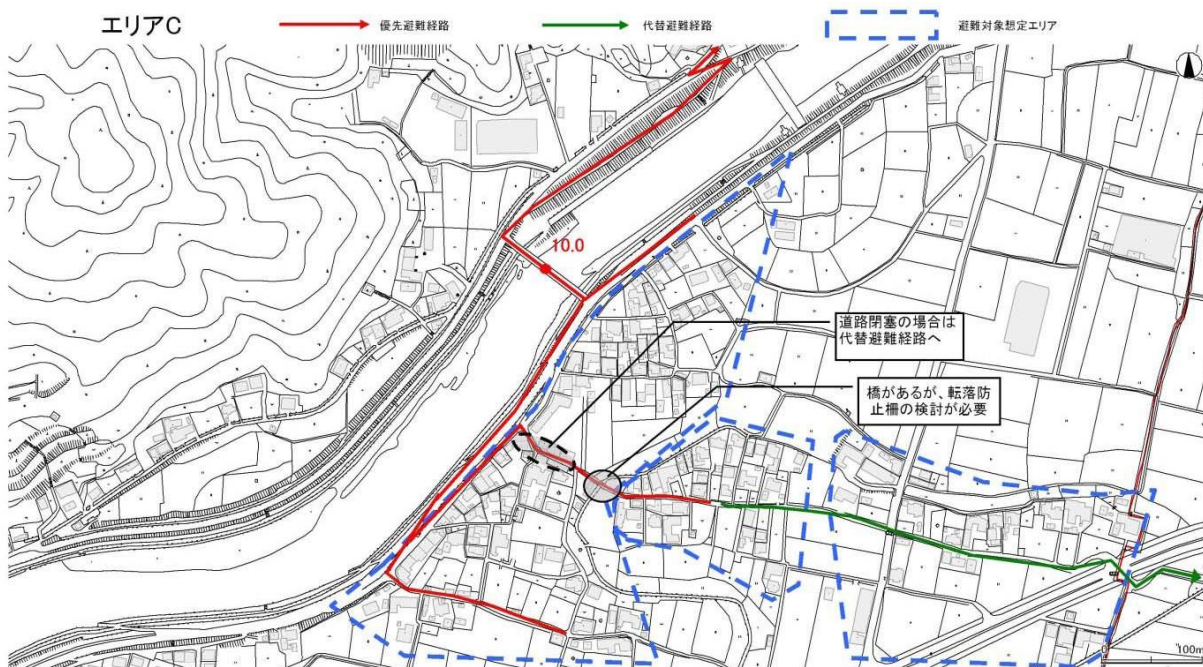 エリアC
優先避難経路
代替避難経路
避難対象想定エリア
10.0
道路閉塞の場合は
代替避難経路へ
橋があるが、転落防
止柵の検討が必要
0
100m